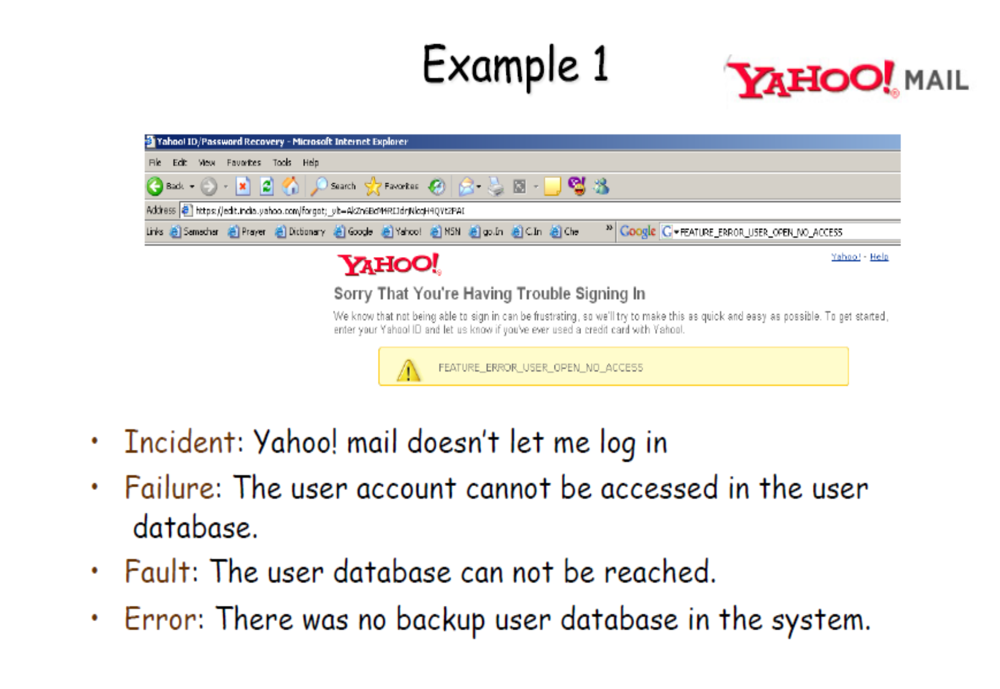 Example 1
YAHOO!® MAIL
Yahoo! ID/Password Recovery - Microsoft Internet Explorer
File Edit View Favorites Tools Help
Back Search Favorites
Address https://edit.india.yahoo.com/forgot;
Links Samachar Prayer Dictionary Google Yahoo! MSN go.In C.In Che » Google G FEATURE_ERROR_USER_OPEN_NO_ACCESS
YAHOO!
Yahoo! - Help
Sorry That You're Having Trouble Signing In
We know that not being able to sign in can be frustrating, so we'll try to make this as quick and easy as possible. To get started,
enter your Yahoo! ID and let us know if you've ever used a credit card with Yahoo!.
FEATURE_ERROR_USER_OPEN_NO_ACCESS
• Incident: Yahoo! mail doesn't let me log in
• Failure: The user account cannot be accessed in the user
database.
• Fault: The user database can not be reached.
• Error: There was no backup user database in the system.